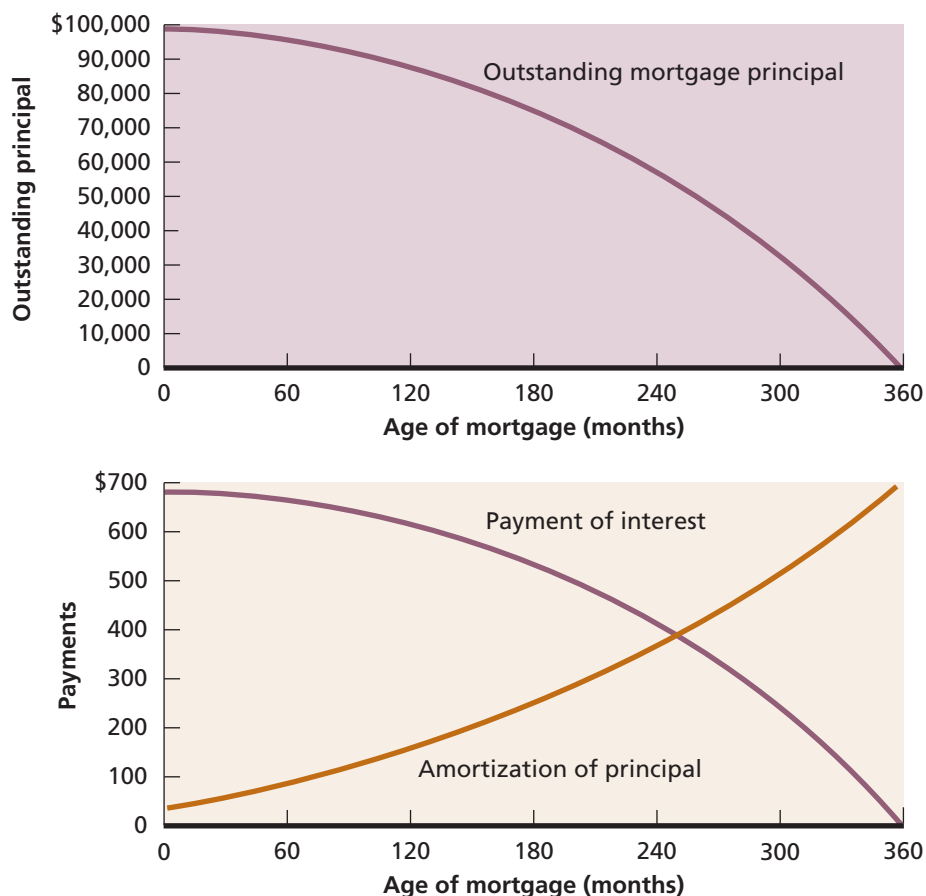 $100,000
90,000
Outstanding mortgage principal
80,000
70,000
60,000
50,000
40,000
30,000
20,000
10,000
0
Outstanding principal
0 60 120 180 240 300 360
Age of mortgage (months)
$700
Payment of interest
600
500
400
300
200
Amortization of principal
100
0
Payments
0 60 120 180 240 300 360
Age of mortgage (months)